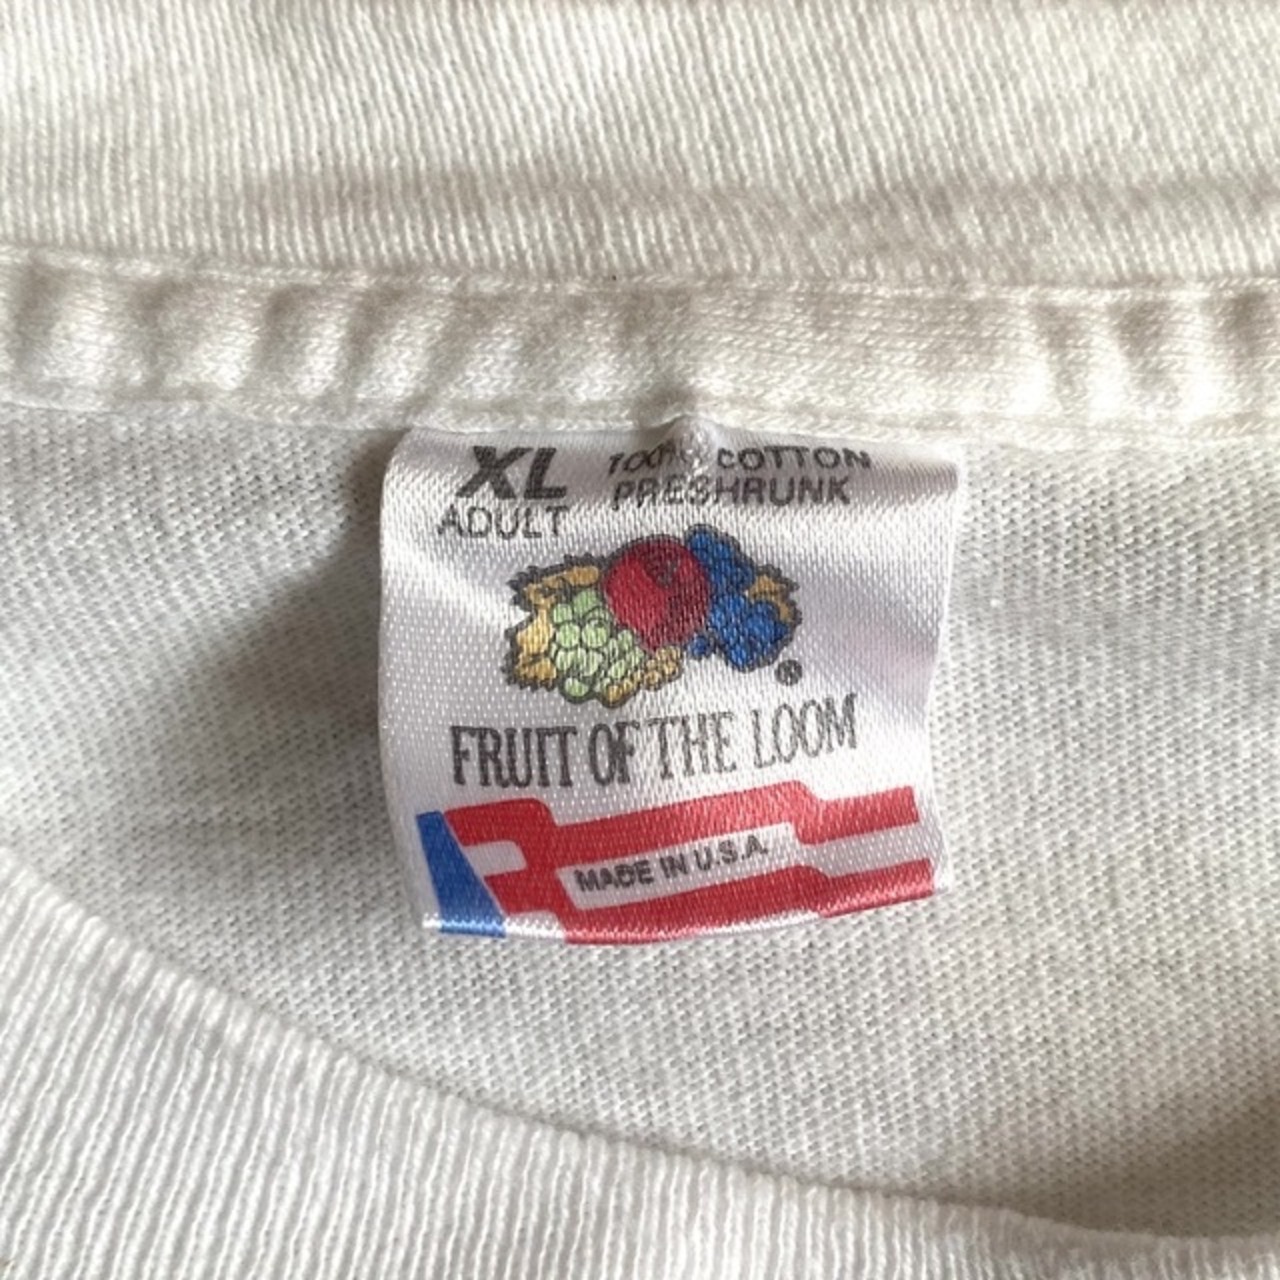 XL
ADULT
100% COTTON
PRESHRUNK
®
FRUIT OF THE LOOM
MADE IN U.S.A.